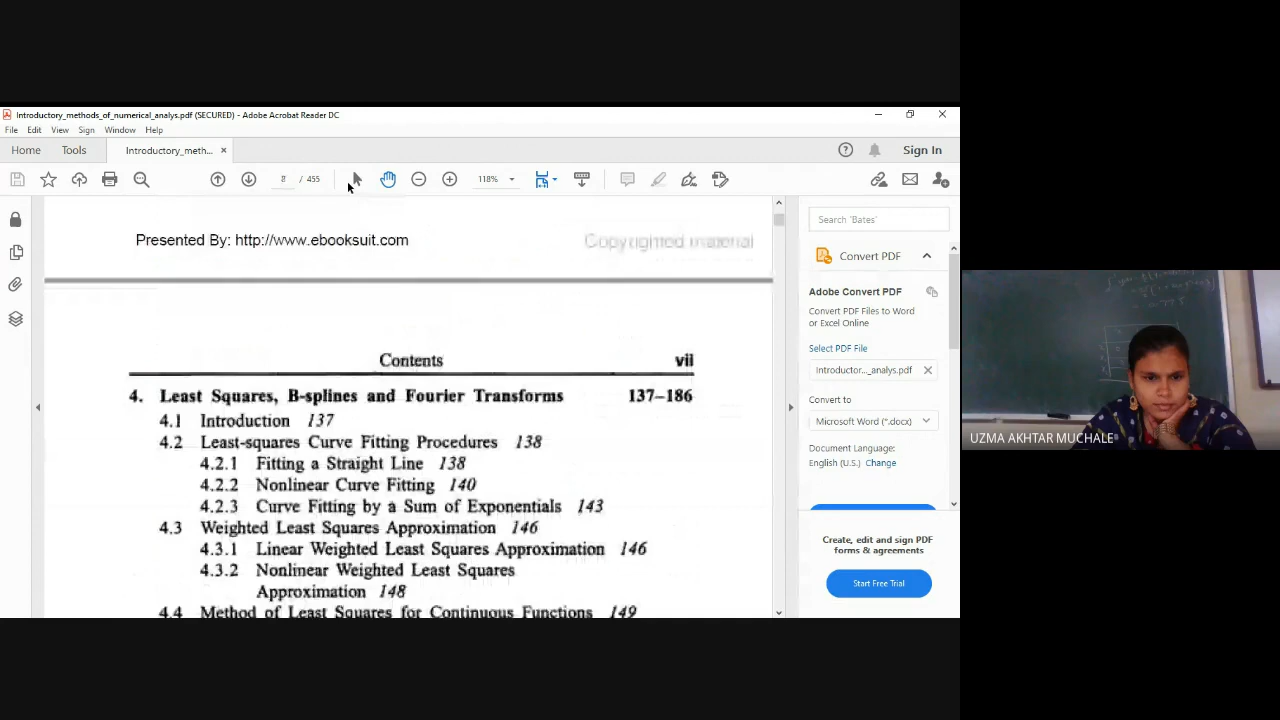 Introductory_methods_of_numerical_analys.pdf (SECURED) - Adobe Acrobat Reader DC
File Edit View Sign Window Help
Home Tools Introductory_meth... ×
8 / 455 118% Sign In
Presented By: http://www.ebooksuit.com
Copyrighted material
Contents vii
4. Least Squares, B-splines and Fourier Transforms 137–186
4.1 Introduction 137
4.2 Least-squares Curve Fitting Procedures 138
4.2.1 Fitting a Straight Line 138
4.2.2 Nonlinear Curve Fitting 140
4.2.3 Curve Fitting by a Sum of Exponentials 143
4.3 Weighted Least Squares Approximation 146
4.3.1 Linear Weighted Least Squares Approximation 146
4.3.2 Nonlinear Weighted Least Squares
Approximation 148
4.4 Method of Least Squares for Continuous Functions 149
Search 'Bates'
Convert PDF
Adobe Convert PDF
Convert PDF Files to Word
or Excel Online
Select PDF File
Introductor..._analys.pdf
Convert to
Microsoft Word (*.docx)
Document Language:
English (U.S.) Change
Create, edit and sign PDF
forms & agreements
Start Free Trial
UZMA AKHTAR MUCHALE